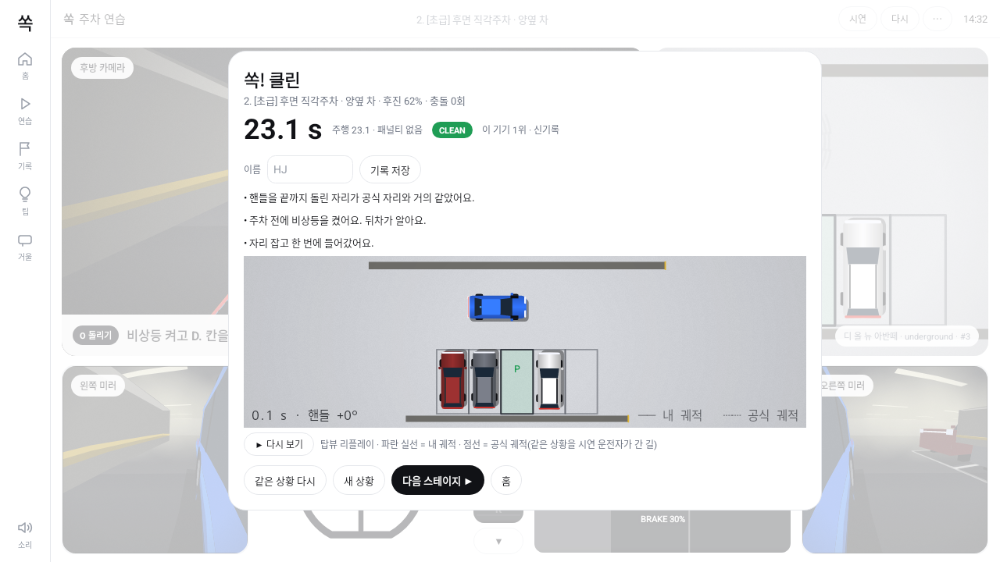 쏙
홈
연습
기록
팁
거울
소리
쏙 주차 연습
2. [초급] 후면 직각주차 · 양옆 차
시연
다시
···
14:32
후방 카메라
0 돌리기
비상등 켜고 D. 칸을
왼쪽 미러
오른쪽 미러
BRAKE 30%
▼
쏙! 클린
2. [초급] 후면 직각주차 · 양옆 차 · 후진 62% · 충돌 0회
23.1 s 주행 23.1 · 패널티 없음 CLEAN 이 기기 1위 · 신기록
이름 HJ 기록 저장
• 핸들을 끝까지 돌린 자리가 공식 자리와 거의 같았어요.
• 주차 전에 비상등을 켰어요. 뒤차가 알아요.
• 자리 잡고 한 번에 들어갔어요.
P
0.1 s · 핸들 +0° — 내 궤적 ┄ 공식 궤적
► 다시 보기 탑뷰 리플레이 · 파란 실선 = 내 궤적 · 점선 = 공식 궤적(같은 상황을 시연 운전자가 간 길)
같은 상황 다시 새 상황 다음 스테이지 ► 홈
underground · #3